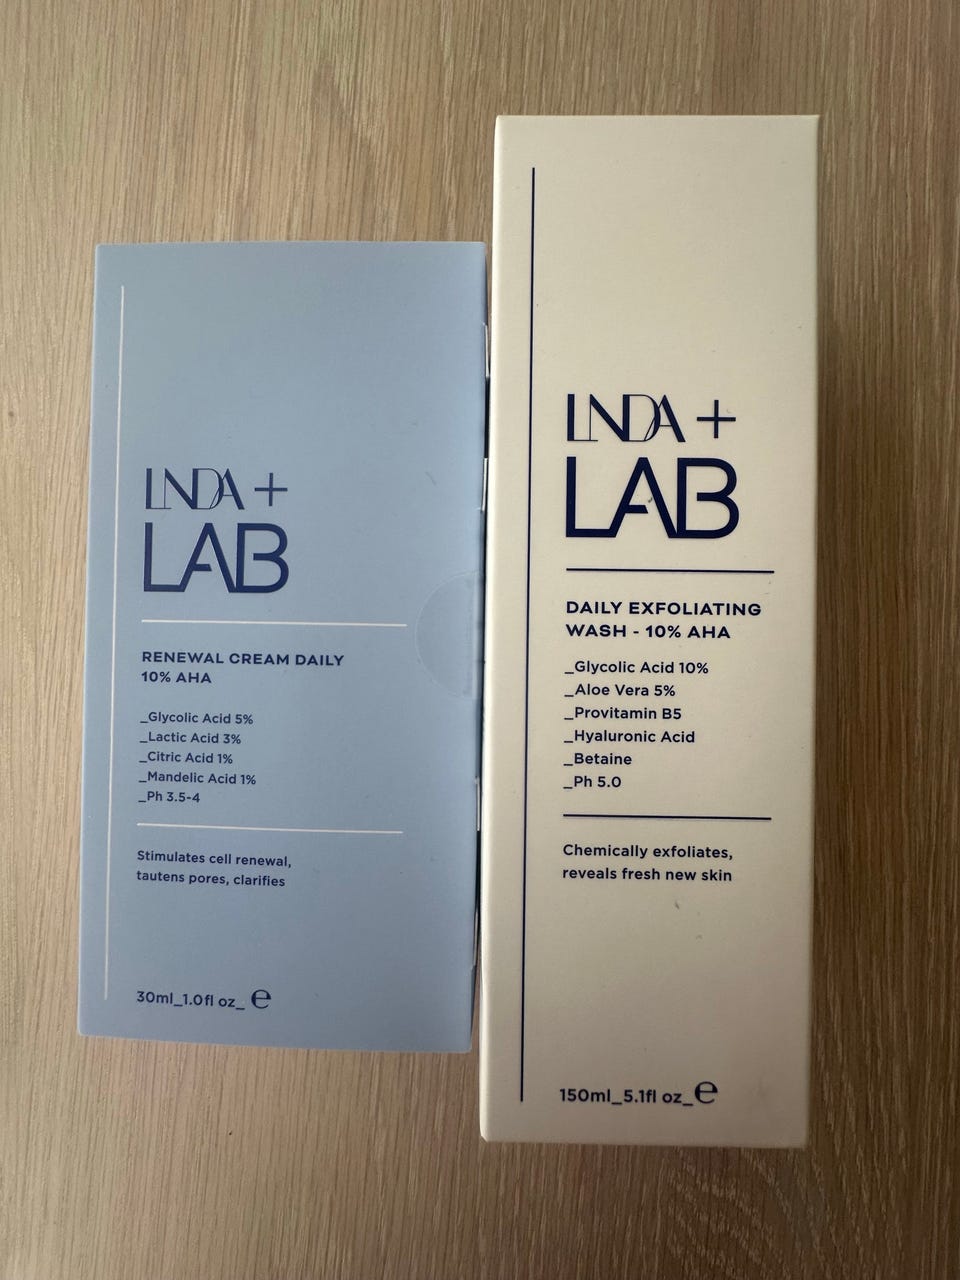 LINDA +
LAB
RENEWAL CREAM DAILY
10% AHA
_Glycolic Acid 5%
_Lactic Acid 3%
_Citric Acid 1%
_Mandelic Acid 1%
_Ph 3.5-4
Stimulates cell renewal,
tautens pores, clarifies
30ml_1.0fl oz_ ℮
LINDA +
LAB
DAILY EXFOLIATING
WASH - 10% AHA
_Glycolic Acid 10%
_Aloe Vera 5%
_Provitamin B5
_Hyaluronic Acid
_Betaine
_Ph 5.0
Chemically exfoliates,
reveals fresh new skin
150ml_5.1fl oz_℮